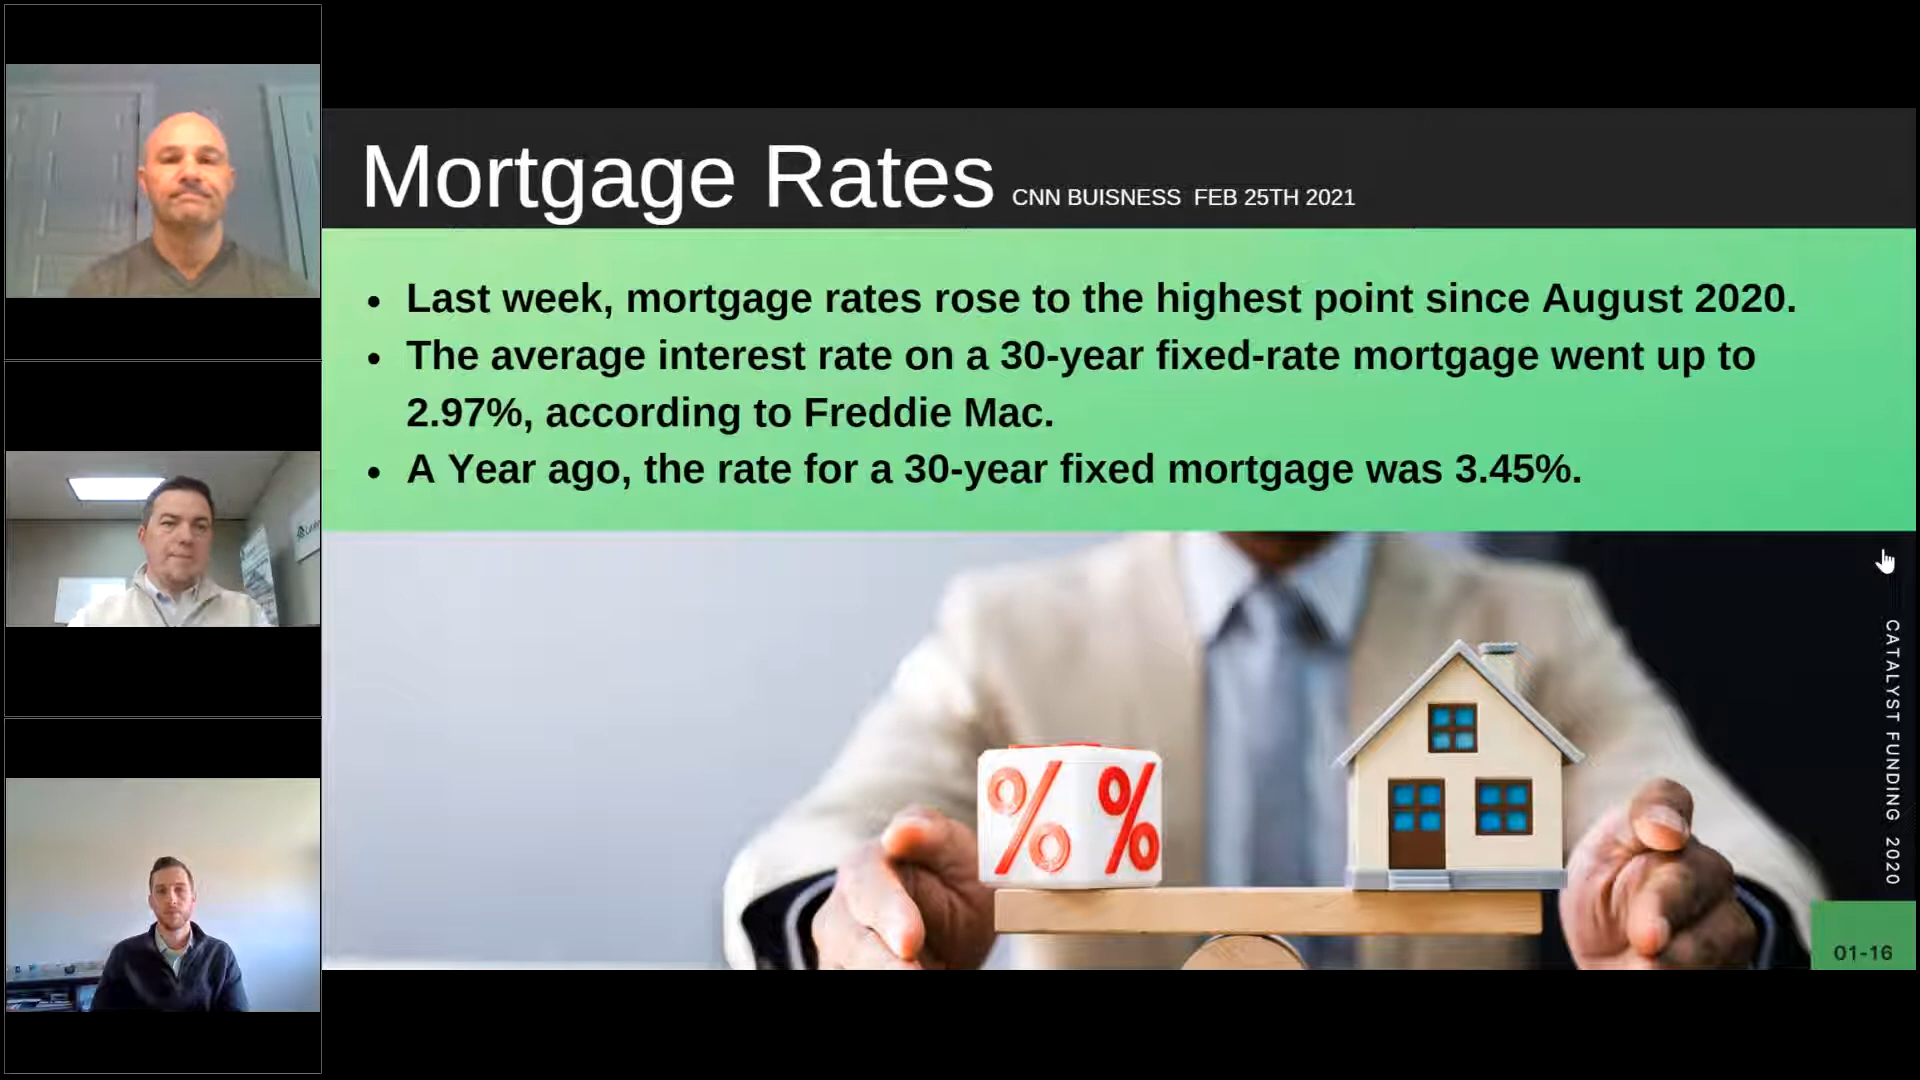 Mortgage Rates CNN BUISNESS FEB 25TH 2021
• Last week, mortgage rates rose to the highest point since August 2020.
• The average interest rate on a 30-year fixed-rate mortgage went up to
2.97%, according to Freddie Mac.
• A Year ago, the rate for a 30-year fixed mortgage was 3.45%.
% %
CATALYST FUNDING 2020
01-16